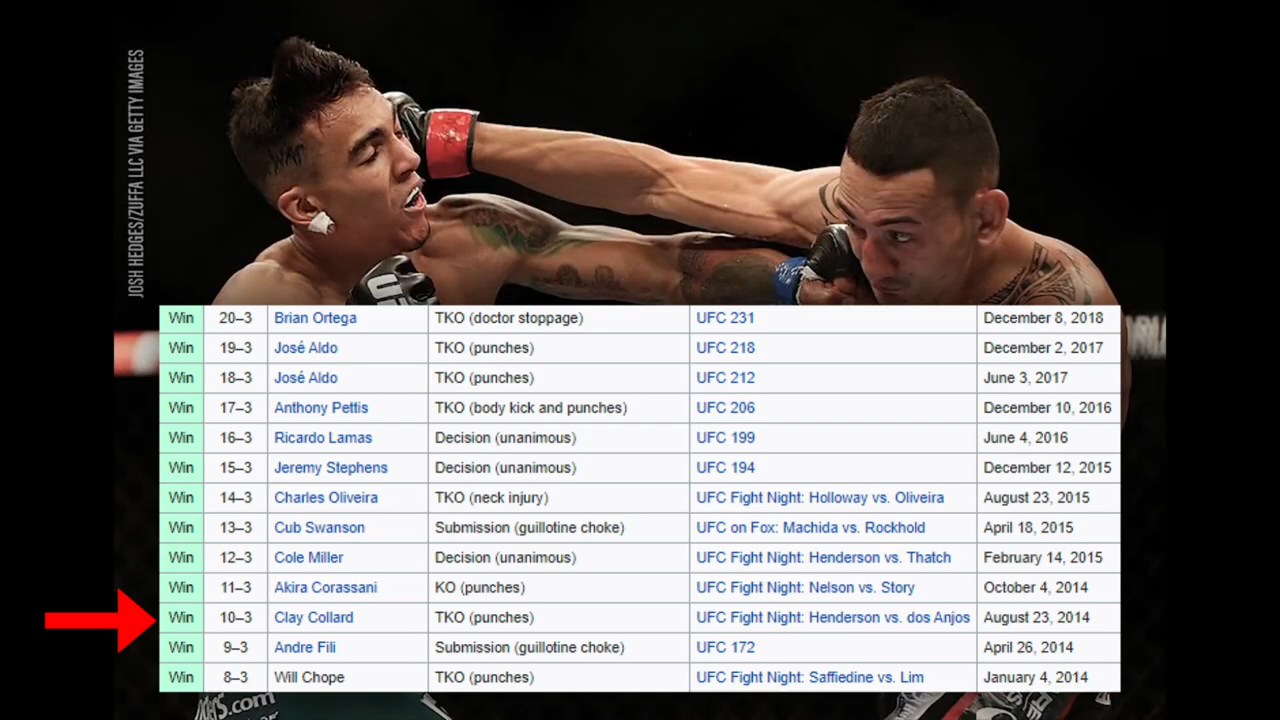 JOSH HEDGES/ZUFFA LLC VIA GETTY IMAGES
Win 20–3 Brian Ortega TKO (doctor stoppage) UFC 231 December 8, 2018
Win 19–3 José Aldo TKO (punches) UFC 218 December 2, 2017
Win 18–3 José Aldo TKO (punches) UFC 212 June 3, 2017
Win 17–3 Anthony Pettis TKO (body kick and punches) UFC 206 December 10, 2016
Win 16–3 Ricardo Lamas Decision (unanimous) UFC 199 June 4, 2016
Win 15–3 Jeremy Stephens Decision (unanimous) UFC 194 December 12, 2015
Win 14–3 Charles Oliveira TKO (neck injury) UFC Fight Night: Holloway vs. Oliveira August 23, 2015
Win 13–3 Cub Swanson Submission (guillotine choke) UFC on Fox: Machida vs. Rockhold April 18, 2015
Win 12–3 Cole Miller Decision (unanimous) UFC Fight Night: Henderson vs. Thatch February 14, 2015
Win 11–3 Akira Corassani KO (punches) UFC Fight Night: Nelson vs. Story October 4, 2014
Win 10–3 Clay Collard TKO (punches) UFC Fight Night: Henderson vs. dos Anjos August 23, 2014
Win 9–3 Andre Fili Submission (guillotine choke) UFC 172 April 26, 2014
Win 8–3 Will Chope TKO (punches) UFC Fight Night: Saffiedine vs. Lim January 4, 2014